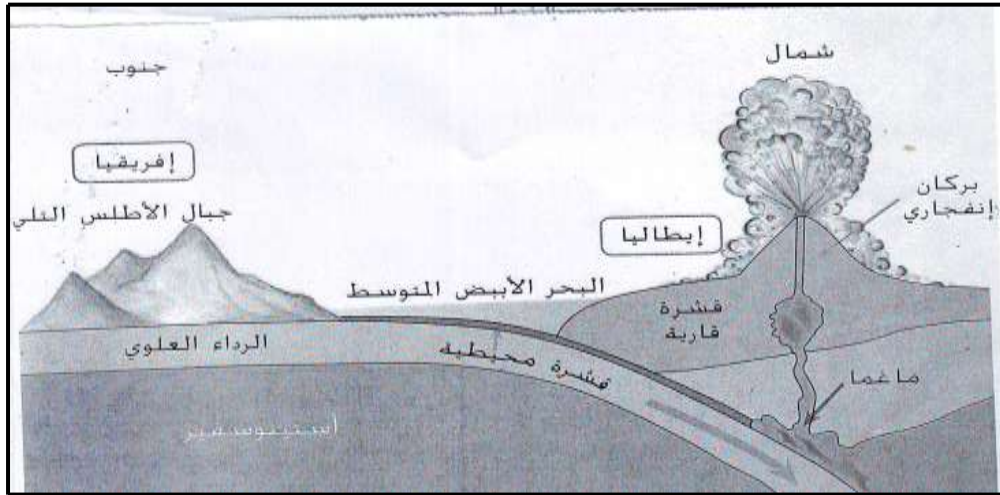 شمال
جنوب
إفريقيا
بركان
إنفجاري
جبال الأطلس التلي
إيطاليا
البحر الأبيض المتوسط
قشرة
قارية
الرداء العلوي
قشرة محيطية
ماغما
أستينوسفير